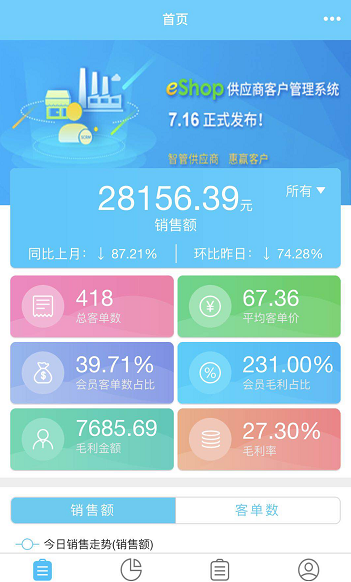 首页
eShop 供应商客户管理系统
7.16 正式发布!
智管供应商 惠赢客户
28156.39元
所有
销售额
同比上月: ↓ 87.21%
环比昨日: ↓ 74.28%
418
总客单数
67.36
平均客单价
39.71%
会员客单数占比
231.00%
会员毛利占比
7685.69
毛利金额
27.30%
毛利率
销售额
客单数
今日销售走势(销售额)